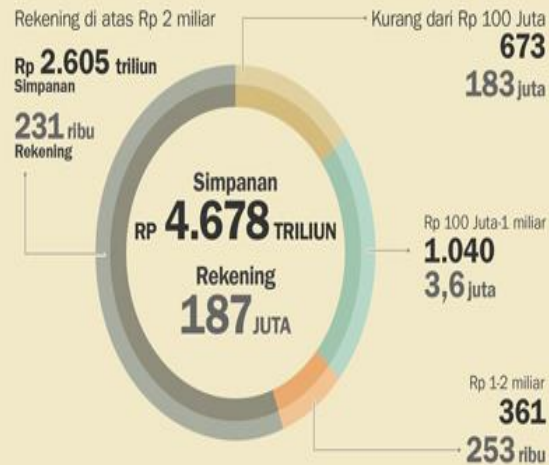 Rekening di atas Rp 2 miliar
Rp 2.605 triliun
Simpanan
231 ribu
Rekening
Kurang dari Rp 100 Juta
673
183 juta
Simpanan
RP 4.678 TRILIUN
Rekening
187 JUTA
Rp 100 Juta-1 miliar
1.040
3,6 juta
Rp 1-2 miliar
361
253 ribu